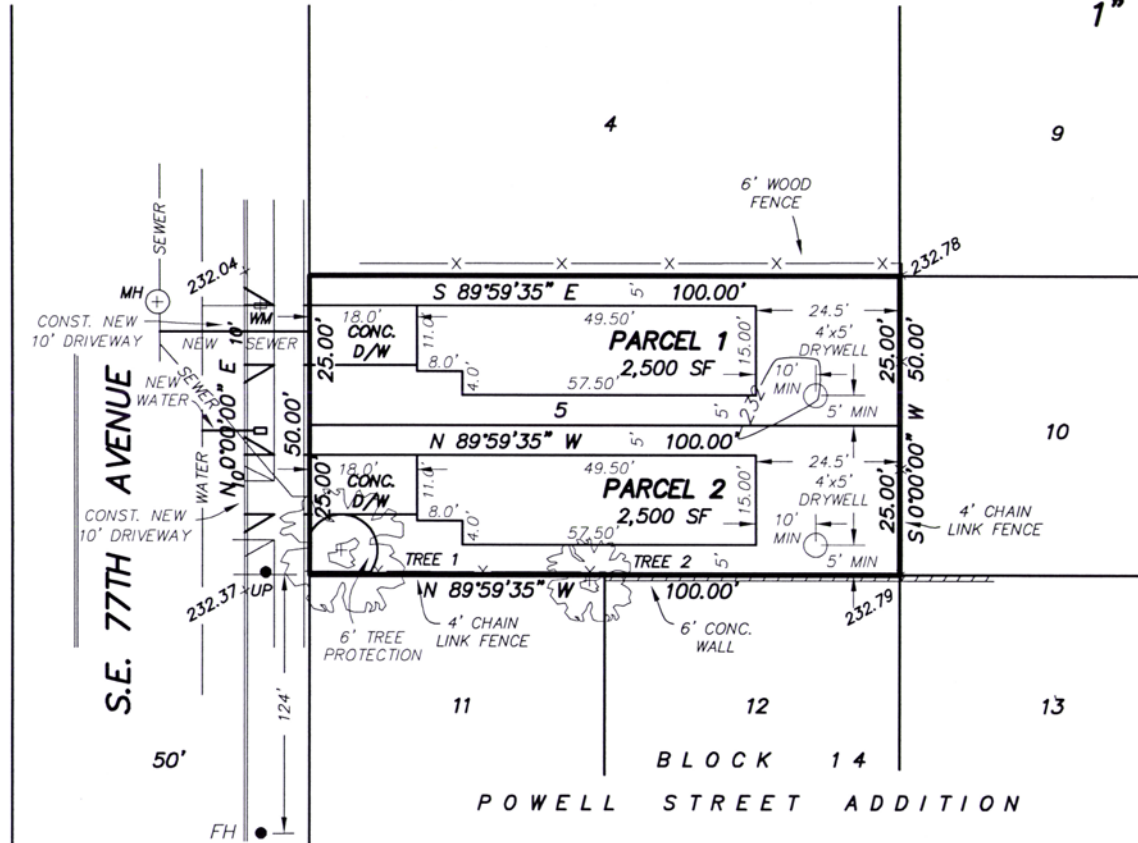 1"
4
9
6' WOOD
FENCE
SEWER
232.04
232.78
MH
S 89°59'35" E 5' 100.00'
WM
CONST. NEW
10' DRIVEWAY
10'
NEW SEWER
18.0'
CONC.
D/W
11.0'
49.50'
24.5'
4'x5'
DRYWELL
25.00'
PARCEL 1
2,500 SF
15.00'
10'
MIN
25.00'
50.00'
8.0'
4.0'
57.50'
5'
232
5' MIN
SEWER
NEW
WATER
N 0°00'00" E
50.00'
5
10
N 89°59'35" W 5' 100.00'
S.E. 77TH AVENUE
WATER
10'
18.0'
CONC.
D/W
11.0'
49.50'
24.5'
4'x5'
DRYWELL
25.00'
PARCEL 2
2,500 SF
15.00'
10'
MIN
25.00'
S 0°00'00" W
4' CHAIN
LINK FENCE
CONST. NEW
10' DRIVEWAY
8.0'
4.0'
57.50'
5' MIN
TREE 1
TREE 2
5'
UP
232.37
N 89°59'35" W 100.00'
232.79
6' TREE
PROTECTION
4' CHAIN
LINK FENCE
6' CONC.
WALL
124'
11
12
13
50'
BLOCK 14
POWELL STREET ADDITION
FH